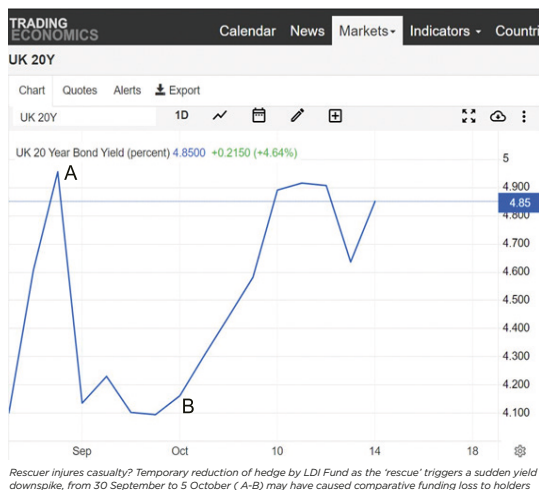 TRADING
ECONOMICS
Calendar News Markets Indicators Countri
UK 20Y
Chart Quotes Alerts Export
UK 20Y 1D
UK 20 Year Bond Yield (percent) 4.8500 +0.2150 (+4.64%)
A
B
5
4.900
4.85
4.800
4.700
4.600
4.500
4.400
4.300
4.200
4.100
Sep Oct 10 14 18
Rescuer injures casualty? Temporary reduction of hedge by LDI Fund as the ‘rescue’ triggers a sudden yield
downspike, from 30 September to 5 October ( A-B) may have caused comparative funding loss to holders